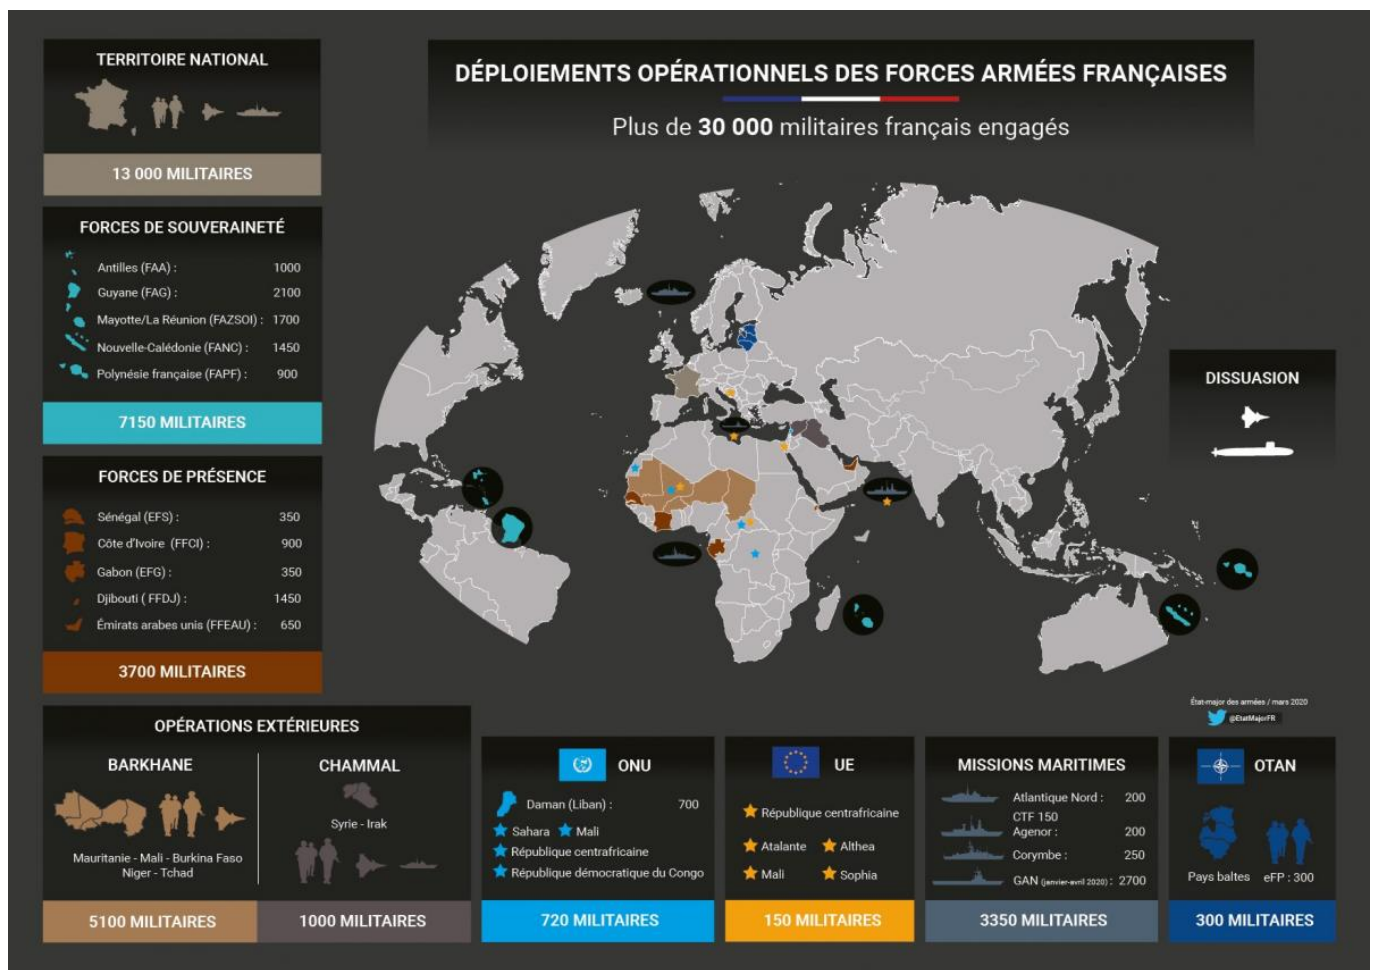 DÉPLOIEMENTS OPÉRATIONNELS DES FORCES ARMÉES FRANÇAISES
Plus de 30 000 militaires français engagés
TERRITOIRE NATIONAL
13 000 MILITAIRES
FORCES DE SOUVERAINETÉ
Antilles (FAA) : 1000
Guyane (FAG) : 2100
Mayotte/La Réunion (FAZSOI) : 1700
Nouvelle-Calédonie (FANC) : 1450
Polynésie française (FAPF) : 900
7150 MILITAIRES
FORCES DE PRÉSENCE
Sénégal (EFS) : 350
Côte d'Ivoire (FFCI) : 900
Gabon (EFG) : 350
Djibouti ( FFDJ) : 1450
Émirats arabes unis (FFEAU) : 650
3700 MILITAIRES
DISSUASION
État-major des armées / mars 2020
@EtatMajorFR
OPÉRATIONS EXTÉRIEURES
BARKHANE
Mauritanie - Mali - Burkina Faso
Niger - Tchad
5100 MILITAIRES
CHAMMAL
Syrie - Irak
1000 MILITAIRES
ONU
Daman (Liban) : 700
Sahara Mali
République centrafricaine
République démocratique du Congo
720 MILITAIRES
UE
République centrafricaine
Atalante Althea
Mali Sophia
150 MILITAIRES
MISSIONS MARITIMES
Atlantique Nord : 200
CTF 150
Agenor : 200
Corymbe : 250
GAN (janvier-avril 2020) : 2700
3350 MILITAIRES
OTAN
Pays baltes eFP : 300
300 MILITAIRES